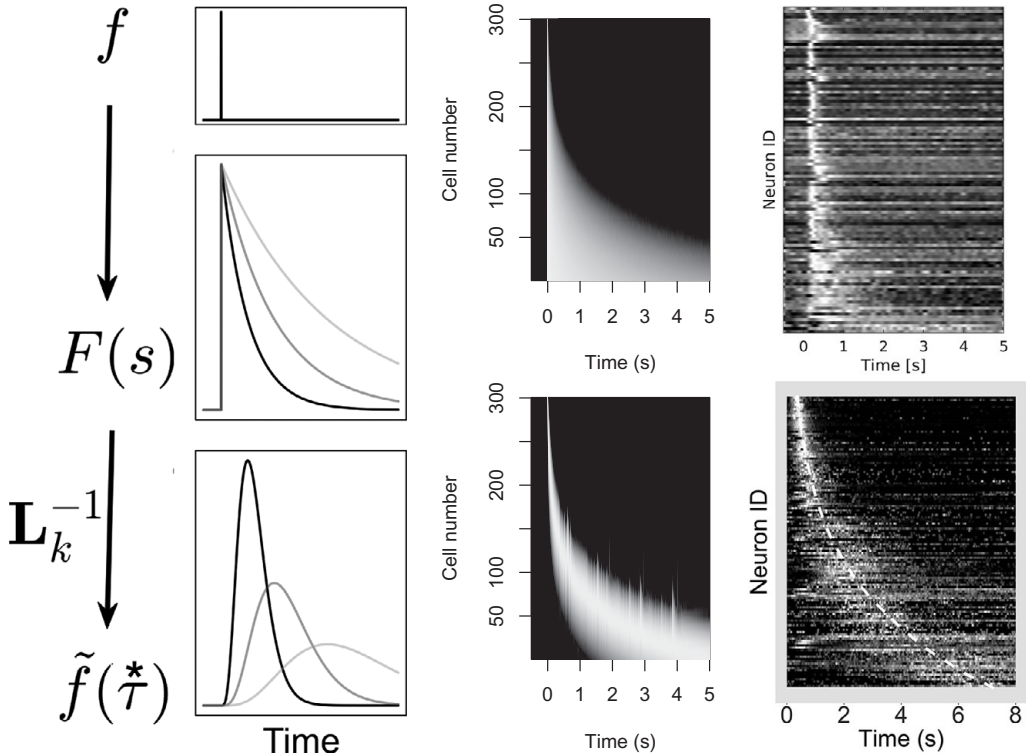 f
F(s)
L_k^{-1}
f̃(τ*)
Time
Cell number
300
200
100
50
0 1 2 3 4 5
Time (s)
Neuron ID
0 1 2 3 4 5
Time [s]
Cell number
300
200
100
50
0 1 2 3 4 5
Time (s)
Neuron ID
0 2 4 6 8
Time (s)